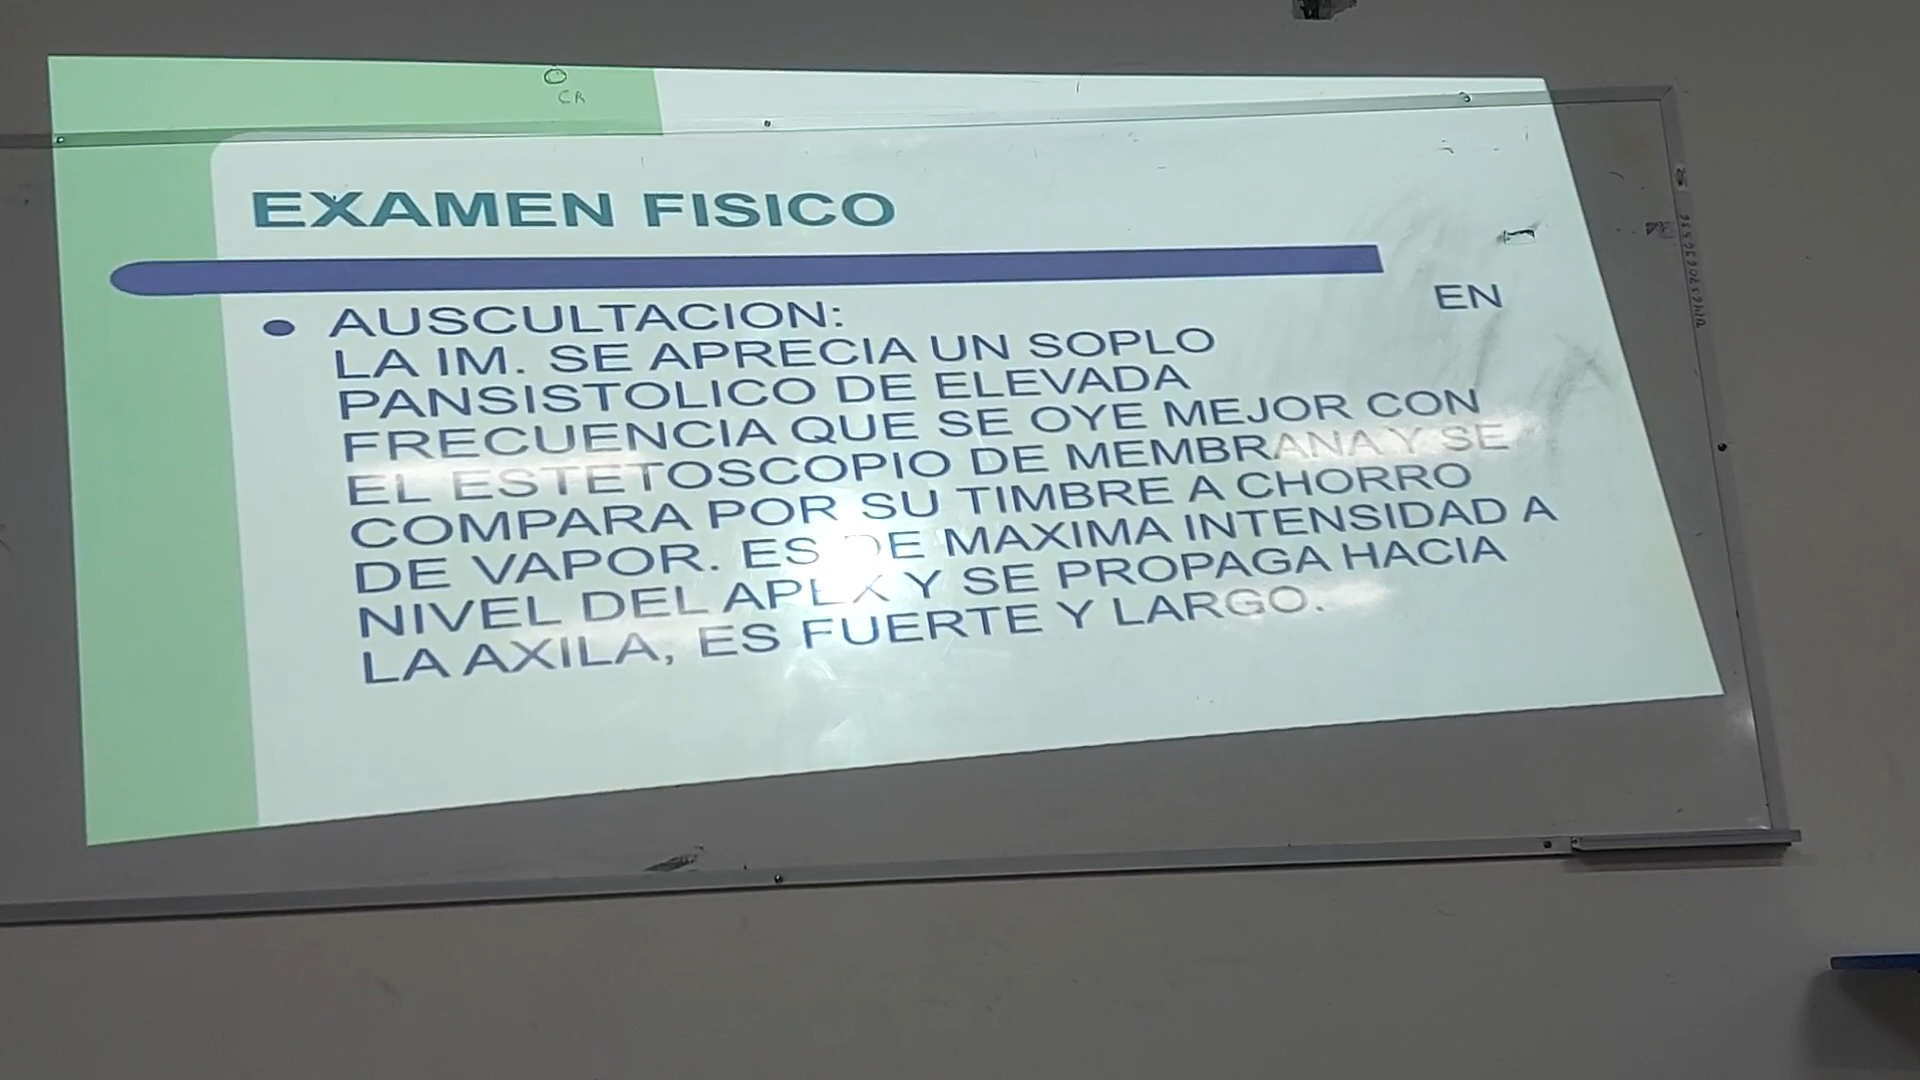 CR
EXAMEN FISICO
AUSCULTACION: EN
LA IM. SE APRECIA UN SOPLO
PANSISTOLICO DE ELEVADA
FRECUENCIA QUE SE OYE MEJOR CON
EL ESTETOSCOPIO DE MEMBRANA Y SE
COMPARA POR SU TIMBRE A CHORRO
DE VAPOR. ES DE MAXIMA INTENSIDAD A
NIVEL DEL APEX Y SE PROPAGA HACIA
LA AXILA, ES FUERTE Y LARGO.